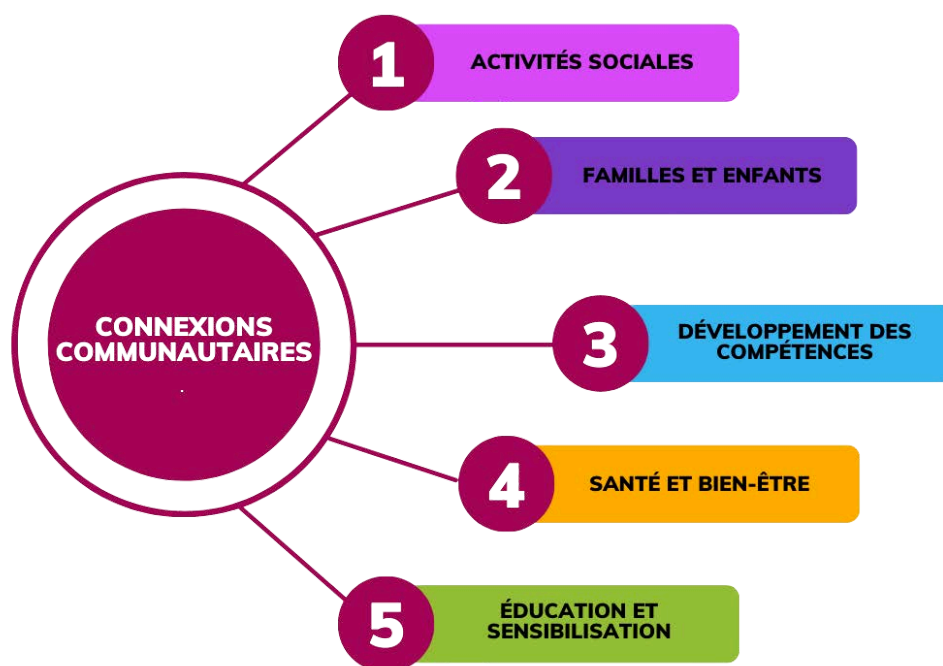 1
ACTIVITÉS SOCIALES
2
FAMILLES ET ENFANTS
CONNEXIONS
COMMUNAUTAIRES
.
3
DÉVELOPPEMENT DES
COMPÉTENCES
4
SANTÉ ET BIEN-ÊTRE
5
ÉDUCATION ET
SENSIBILISATION